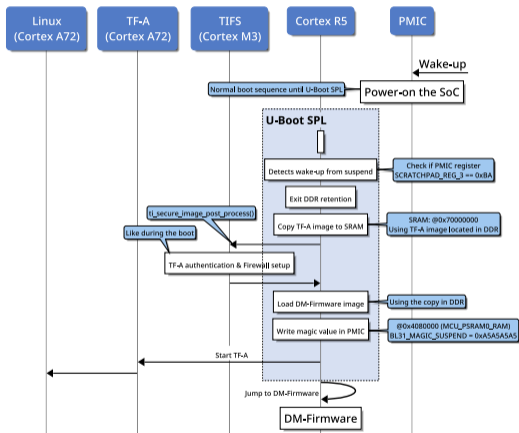 Linux
(Cortex A72)
TF-A
(Cortex A72)
TIFS
(Cortex M3)
Cortex R5
PMIC
Wake-up
Normal boot sequence until U-Boot SPL
Power-on the SoC
U-Boot SPL
Detects wake-up from suspend
Check if PMIC register
SCRATCHPAD_REG_3 == 0xBA
Exit DDR retention
ti_secure_image_post_process()
Copy TF-A image to SRAM
SRAM: @0x70000000
Using TF-A image located in DDR
Like during the boot
TF-A authentication & Firewall setup
Load DM-Firmware image
Using the copy in DDR
Write magic value in PMIC
@0x4080000 (MCU_PSRAM0_RAM)
BL31_MAGIC_SUSPEND = 0xA5A5A5A5
Start TF-A
Jump to DM-Firmware
DM-Firmware